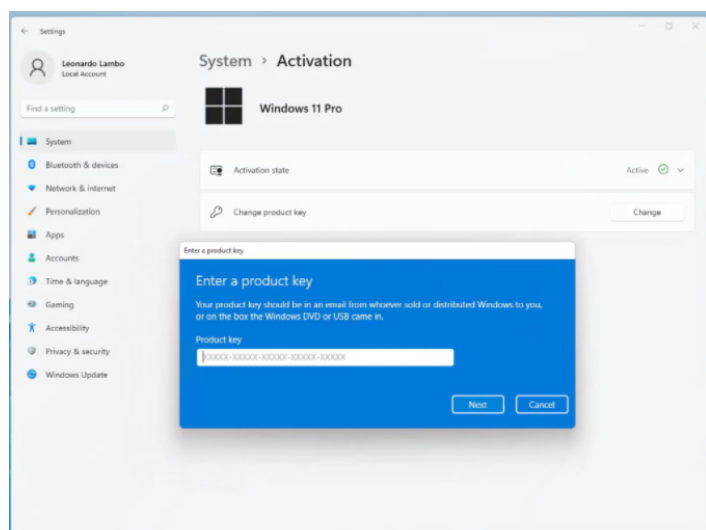 Settings
Leonardo Lambo
Local Account
Find a setting
System
Bluetooth & devices
Network & internet
Personalization
Apps
Accounts
Time & language
Gaming
Accessibility
Privacy & security
Windows Update
System > Activation
Windows 11 Pro
Activation state
Active
Change product key
Change
Enter a product key
Enter a product key
Your product key should be in an email from whoever sold or distributed Windows to you,
or on the box the Windows DVD or USB came in.
Product key
XXXXX-XXXXX-XXXXX-XXXXX-XXXXX
Next
Cancel